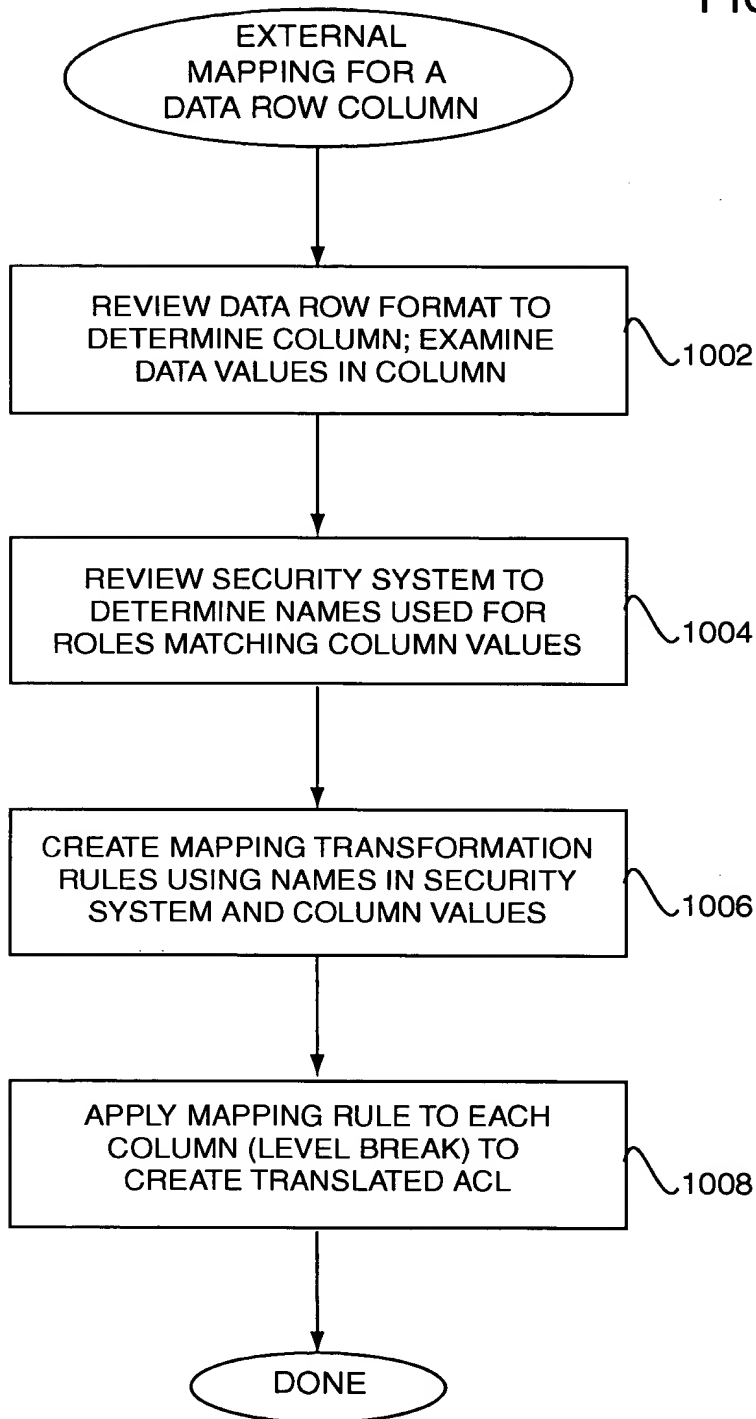 EXTERNAL
MAPPING FOR A
DATA ROW COLUMN
REVIEW DATA ROW FORMAT TO
DETERMINE COLUMN; EXAMINE
DATA VALUES IN COLUMN
1002
REVIEW SECURITY SYSTEM TO
DETERMINE NAMES USED FOR
ROLES MATCHING COLUMN VALUES
1004
CREATE MAPPING TRANSFORMATION
RULES USING NAMES IN SECURITY
SYSTEM AND COLUMN VALUES
1006
APPLY MAPPING RULE TO EACH
COLUMN (LEVEL BREAK) TO
CREATE TRANSLATED ACL
1008
DONE